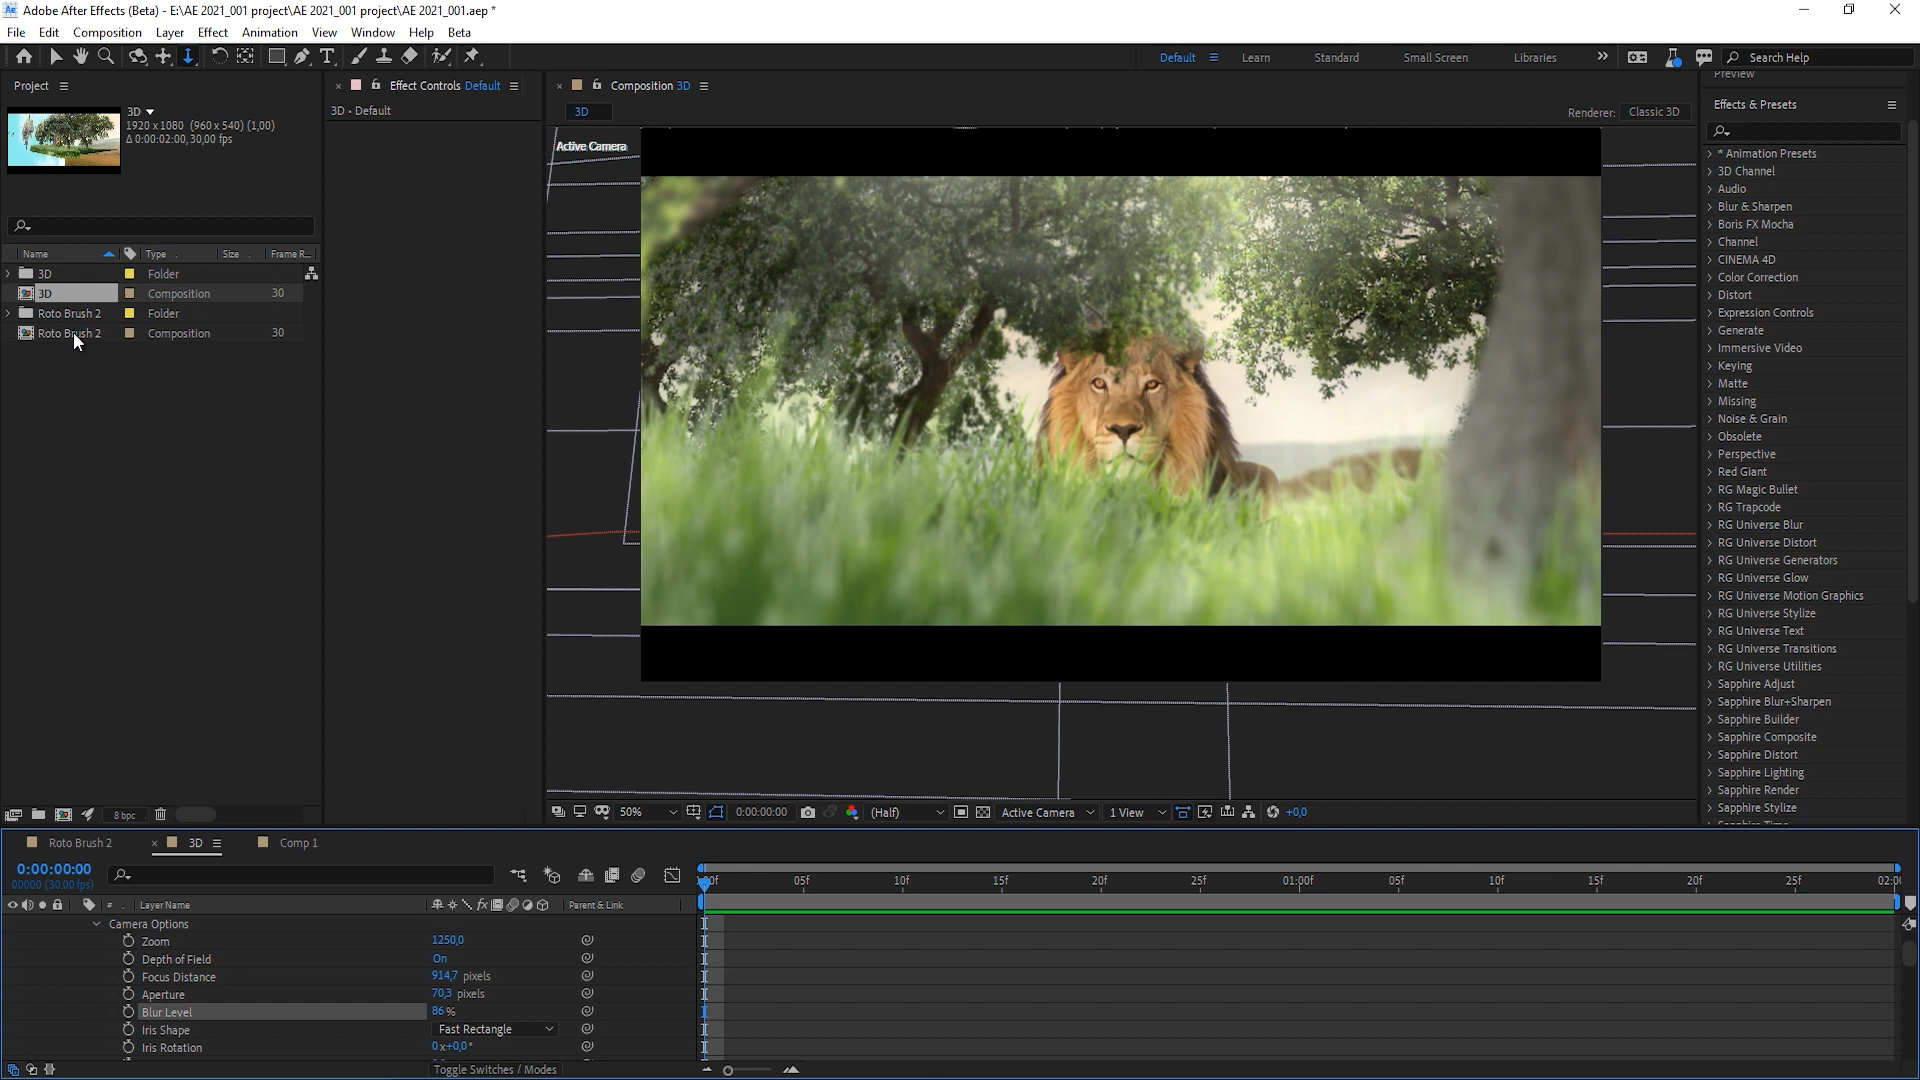 Adobe After Effects (Beta) - E:\AE 2021_001 project\AE 2021_001.aep *
File Edit Composition Layer Effect Animation View Window Help Beta
Default Learn Standard Small Screen Libraries Search Help
Project
3D
1920 x 1080 (960 x 540) (1,00)
Δ 0:00:02:00, 30,00 fps
Name Type Size Frame R...
3D Folder
3D Composition 30
Roto Brush 2 Folder
Roto Brush 2 Composition 30
8 bpc
Effect Controls Default
3D • Default
Composition 3D
3D
Renderer: Classic 3D
Active Camera
50% 0:00:00:00 (Half) Active Camera 1 View +0,0
Preview
Effects & Presets
* Animation Presets
3D Channel
Audio
Blur & Sharpen
Boris FX Mocha
Channel
CINEMA 4D
Color Correction
Distort
Expression Controls
Generate
Immersive Video
Keying
Matte
Missing
Noise & Grain
Obsolete
Perspective
Red Giant
RG Magic Bullet
RG Trapcode
RG Universe Blur
RG Universe Distort
RG Universe Generators
RG Universe Glow
RG Universe Motion Graphics
RG Universe Stylize
RG Universe Text
RG Universe Transitions
RG Universe Utilities
Sapphire Adjust
Sapphire Blur+Sharpen
Sapphire Builder
Sapphire Composite
Sapphire Distort
Sapphire Lighting
Sapphire Render
Sapphire Stylize
Roto Brush 2 3D Comp 1
0:00:00:00
00000 (30.00 fps)
05f 10f 15f 20f 25f 01:00f 05f 10f 15f 20f 25f 02:0
# Layer Name Parent & Link
Camera Options
Zoom 1250,0
Depth of Field On
Focus Distance 914,7 pixels
Aperture 70,3 pixels
Blur Level 86 %
Iris Shape Fast Rectangle
Iris Rotation 0x+0,0°
Toggle Switches / Modes